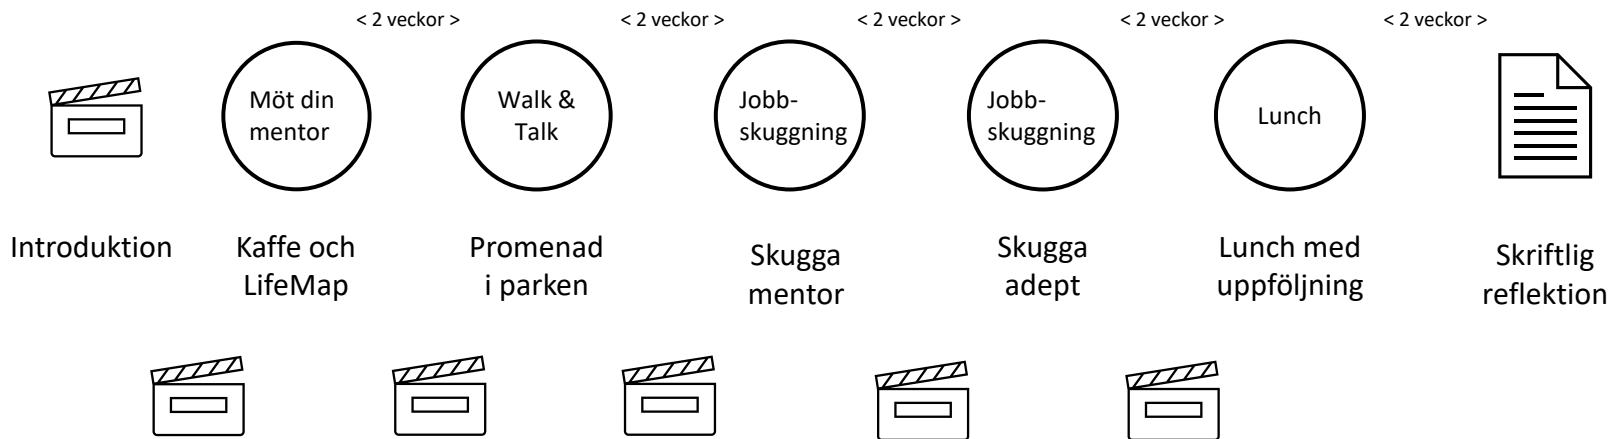 < 2 veckor >
< 2 veckor >
< 2 veckor >
< 2 veckor >
< 2 veckor >
Möt din
mentor
Walk &
Talk
Jobb-
skuggning
Jobb-
skuggning
Lunch
Introduktion
Kaffe och
LifeMap
Promenad
i parken
Skugga
mentor
Skugga
adept
Lunch med
uppföljning
Skriftlig
reflektion